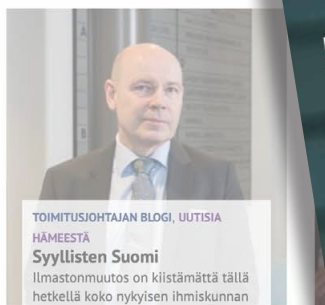 TOIMITUSJOHTAJAN BLOGI, UUTISIA
HÄMEESTÄ
Syyllisten Suomi
Ilmastonmuutos on kiistämättä tällä
hetkellä koko nykyisen ihmiskunnan